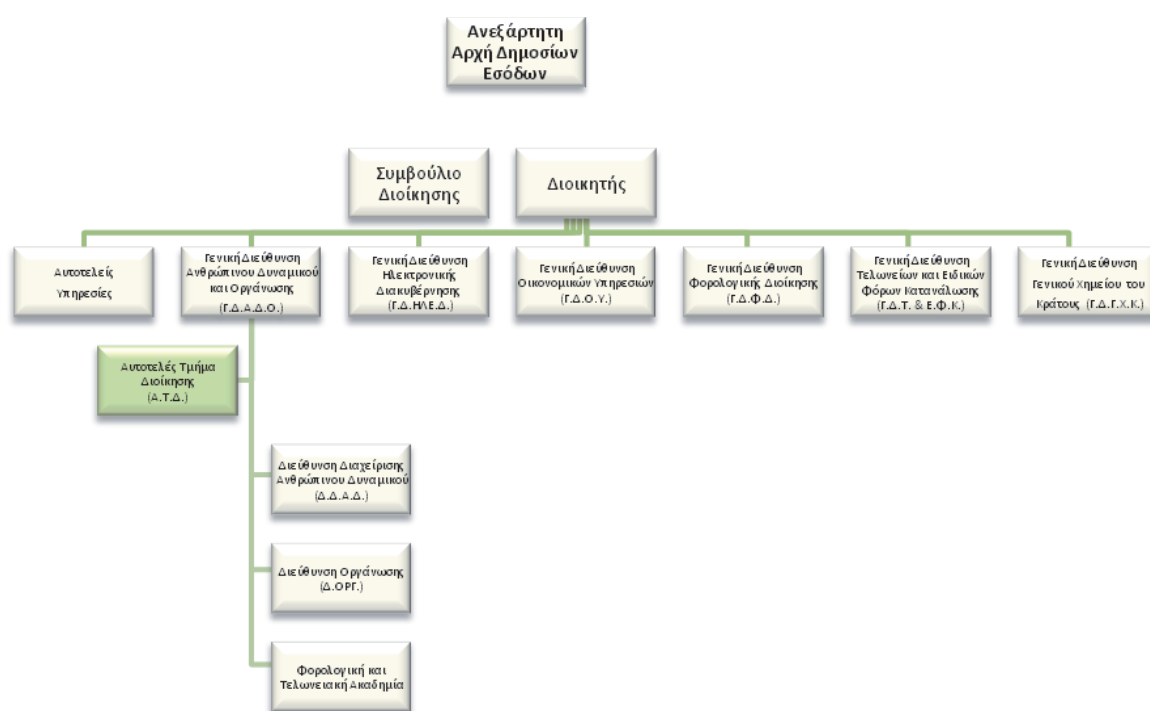 Ανεξάρτητη
Αρχή Δημοσίων
Εσόδων
Συμβούλιο
Διοίκησης
Διοικητής
Αυτοτελείς
Υπηρεσίες
Γενική Διεύθυνση
Ανθρώπινου Δυναμικού
και Οργάνωσης
(Γ.Δ.Α.Δ.Ο.)
Γενική Διεύθυνση
Ηλεκτρονικής
Διακυβέρνησης
(Γ.Δ.ΗΛΕ.Δ.)
Γενική Διεύθυνση
Οικονομικών Υπηρεσιών
(Γ.Δ.Ο.Υ.)
Γενική Διεύθυνση
Φορολογικής Διοίκησης
(Γ.Δ.Φ.Δ.)
Γενική Διεύθυνση
Τελωνείων και Ειδικών
Φόρων Κατανάλωσης
(Γ.Δ.Τ. & Ε.Φ.Κ.)
Γενική Διεύθυνση
Γενικού Χημείου του
Κράτους (Γ.Δ.Γ.Χ.Κ.)
Αυτοτελές Τμήμα
Διοίκησης
(Α.Τ.Δ.)
Διεύθυνση Διαχείρισης
Ανθρώπινου Δυναμικού
(Δ.Δ.Α.Δ.)
Διεύθυνση Οργάνωσης
(Δ.ΟΡΓ.)
Φορολογική και
Τελωνειακή Ακαδημία